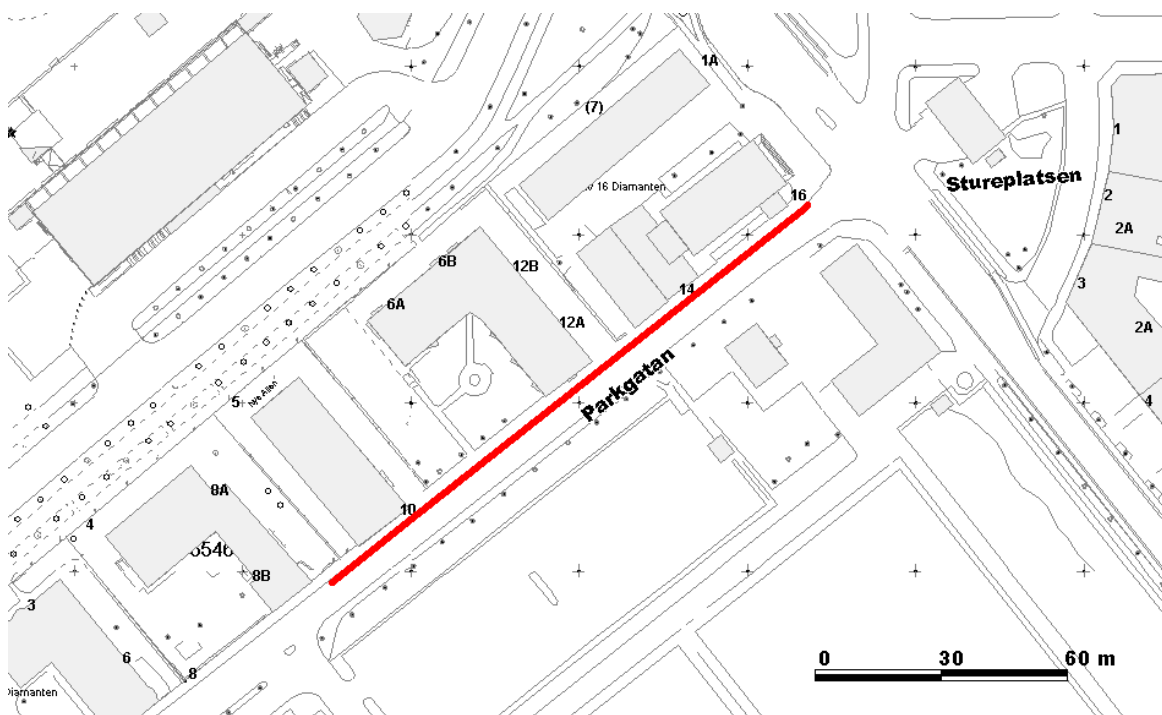 1A
(7)
1
16 Diamanten
16
Stureplatsen
2
2A
6B
12B
6A
14
3
12A
2A
Parkgatan
5
Nya Allén
4
10
8A
4
8B
3
6
8
0 30 60 m